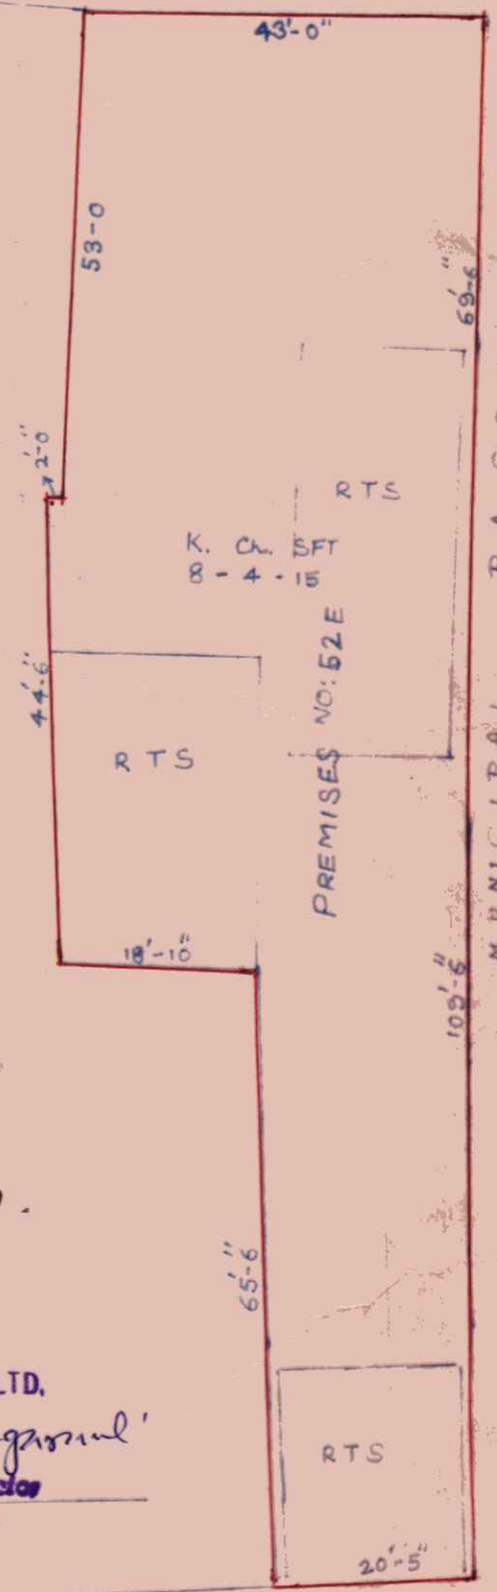 43'-0"
53-0
69'-6"
2'-0"
RTS
K. Ch. SFT
8 - 4 - 15
PREMISES NO: 52E
44'-6"
RTS
18'-10"
109'-6"
MUNICIPAL
65'-6"
LTD.
RTS
20'-5"